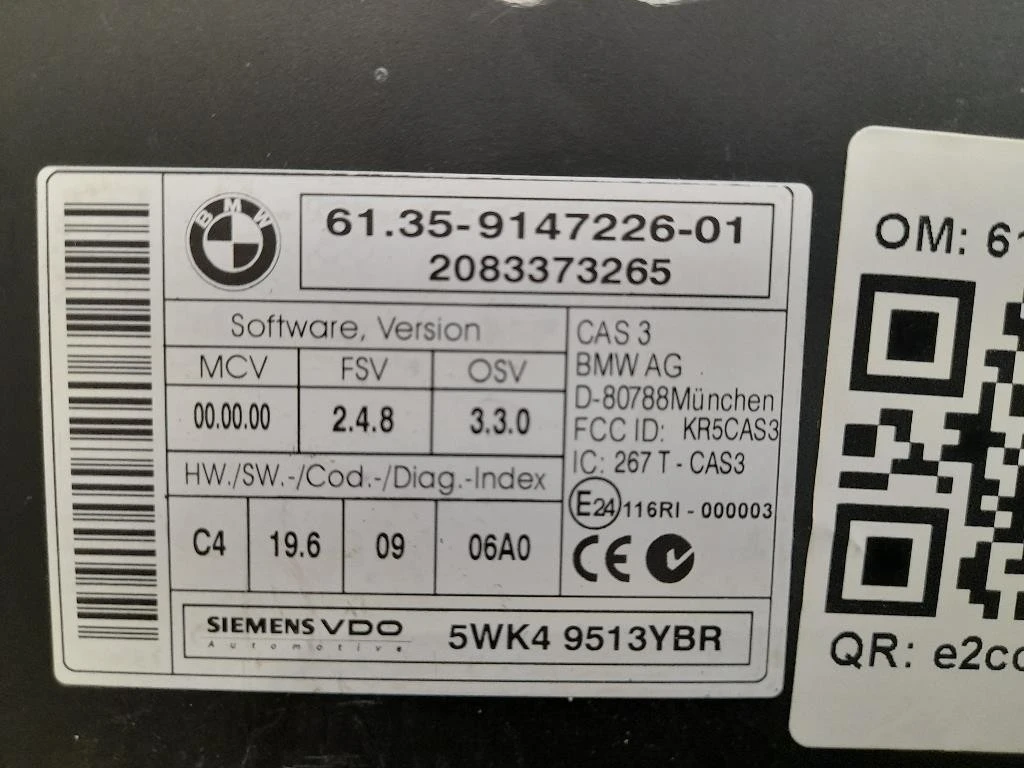 BMW
61.35-9147226-01
2083373265
Software, Version
MCV FSV OSV
00.00.00 2.4.8 3.3.0
HW./SW.-/Cod.-/Diag.-Index
C4 19.6 09 06A0
CAS 3
BMW AG
D-80788München
FCC ID: KR5CAS3
IC: 267 T - CAS3
E24 116RI - 000003
CE
SIEMENS VDO
Automotive
5WK4 9513YBR
OM: 61
QR: e2cc